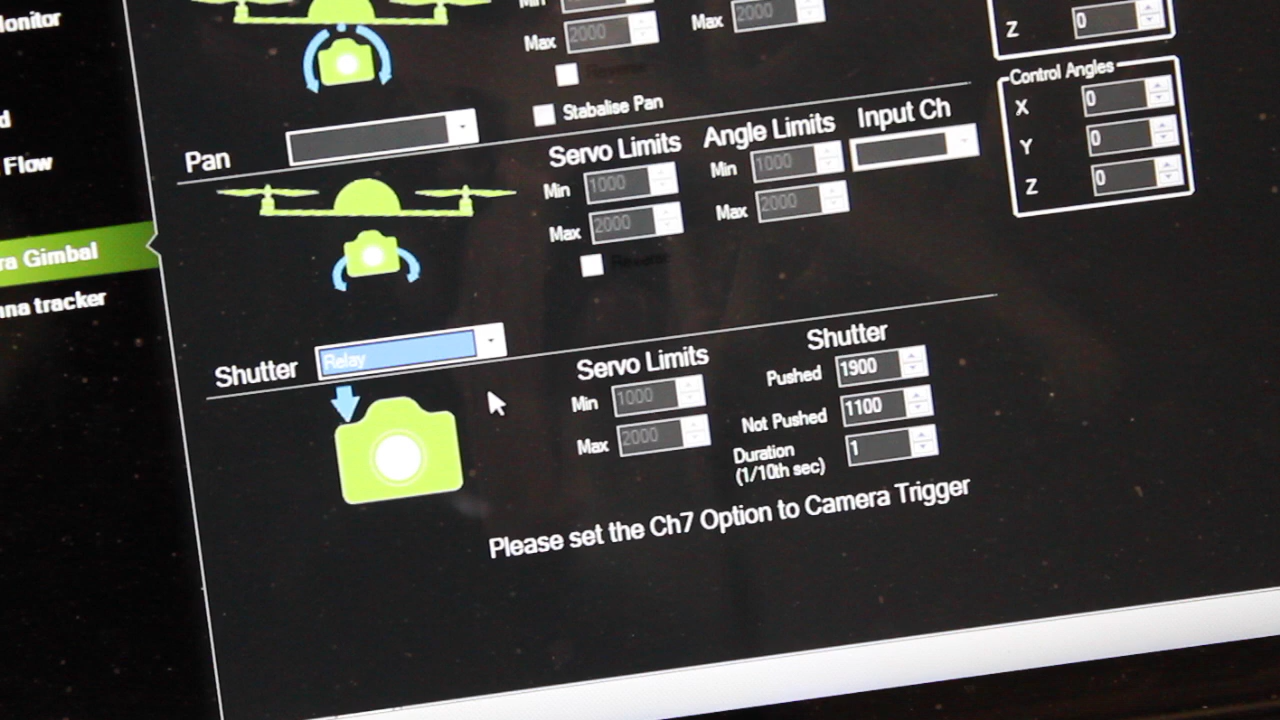 onitor
d
Flow
ra Gimbal
nna tracker
Min
Max 2000
Max 2000
Z 0
Stabalise Pan
Control Angles
X 0
Y 0
Z 0
Pan
Servo Limits
Min 1000
Max 2000
Reverse
Angle Limits
Min 1000
Max 2000
Input Ch
Shutter Relay
Servo Limits
Min 1000
Max 2000
Shutter
Pushed 1900
Not Pushed 1100
Duration
(1/10th sec) 1
Please set the Ch7 Option to Camera Trigger